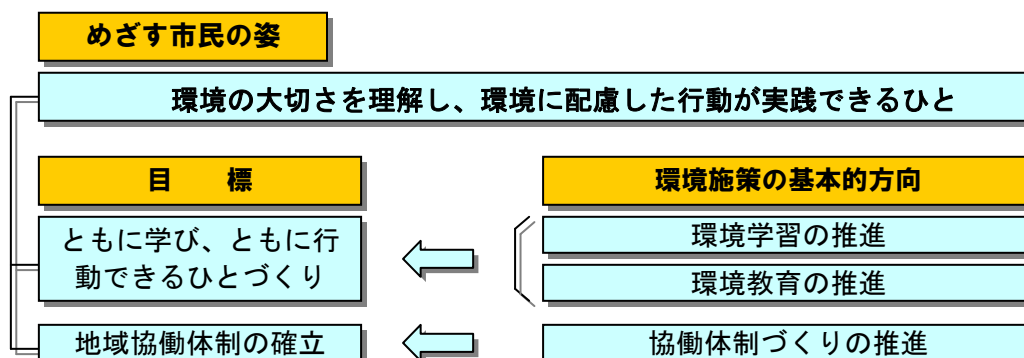 めざす市民の姿
環境の大切さを理解し、環境に配慮した行動が実践できるひと
目　標
環境施策の基本的方向
ともに学び、ともに行
動できるひとづくり
環境学習の推進
環境教育の推進
地域協働体制の確立
協働体制づくりの推進